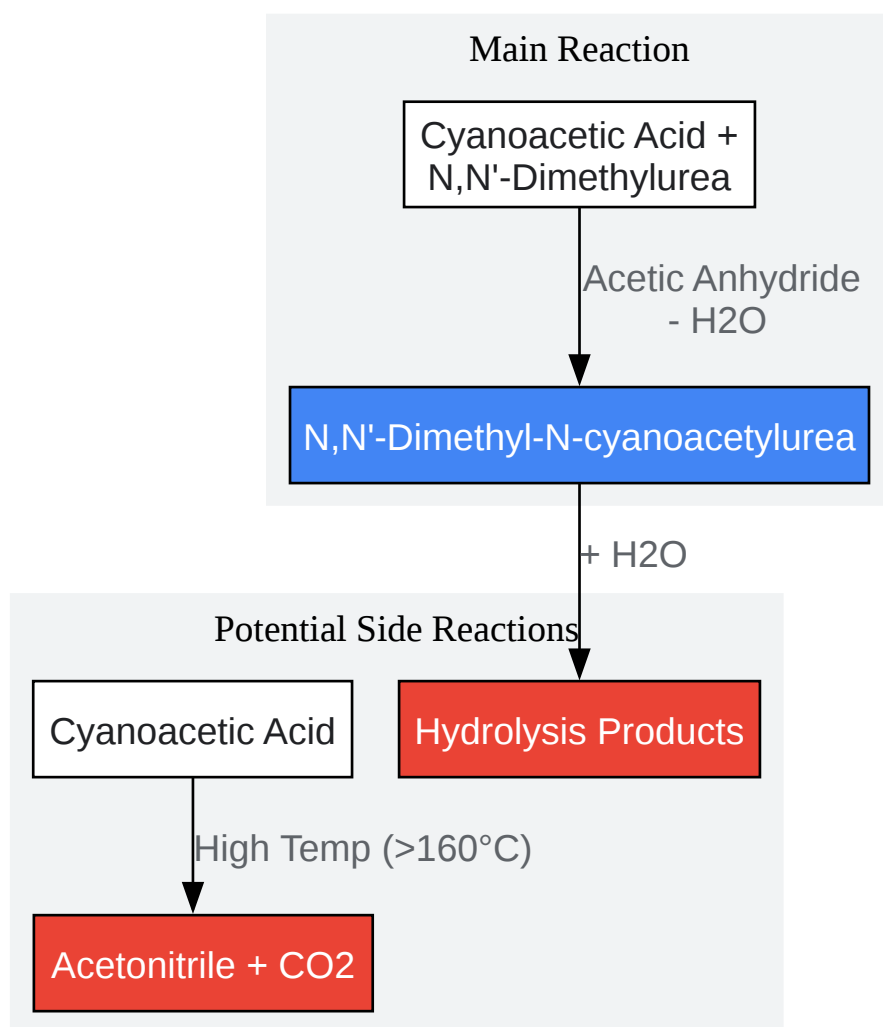 Main Reaction
Cyanoacetic Acid +
N,N'-Dimethylurea
Acetic Anhydride
- H2O
N,N'-Dimethyl-N-cyanoacetylurea
+ H2O
Potential Side Reactions
Cyanoacetic Acid
Hydrolysis Products
High Temp (>160°C)
Acetonitrile + CO2